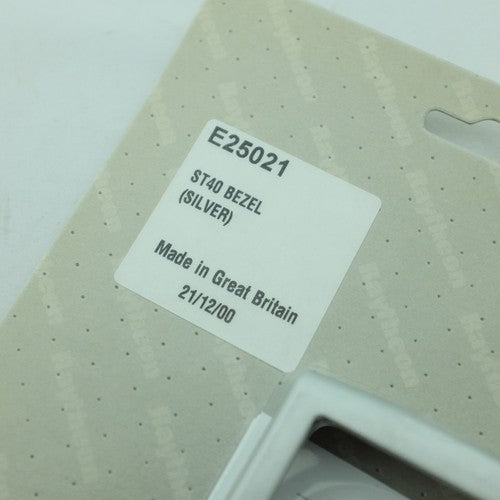 E25021
ST40 BEZEL
(SILVER)
Made in Great Britain
21/12/00